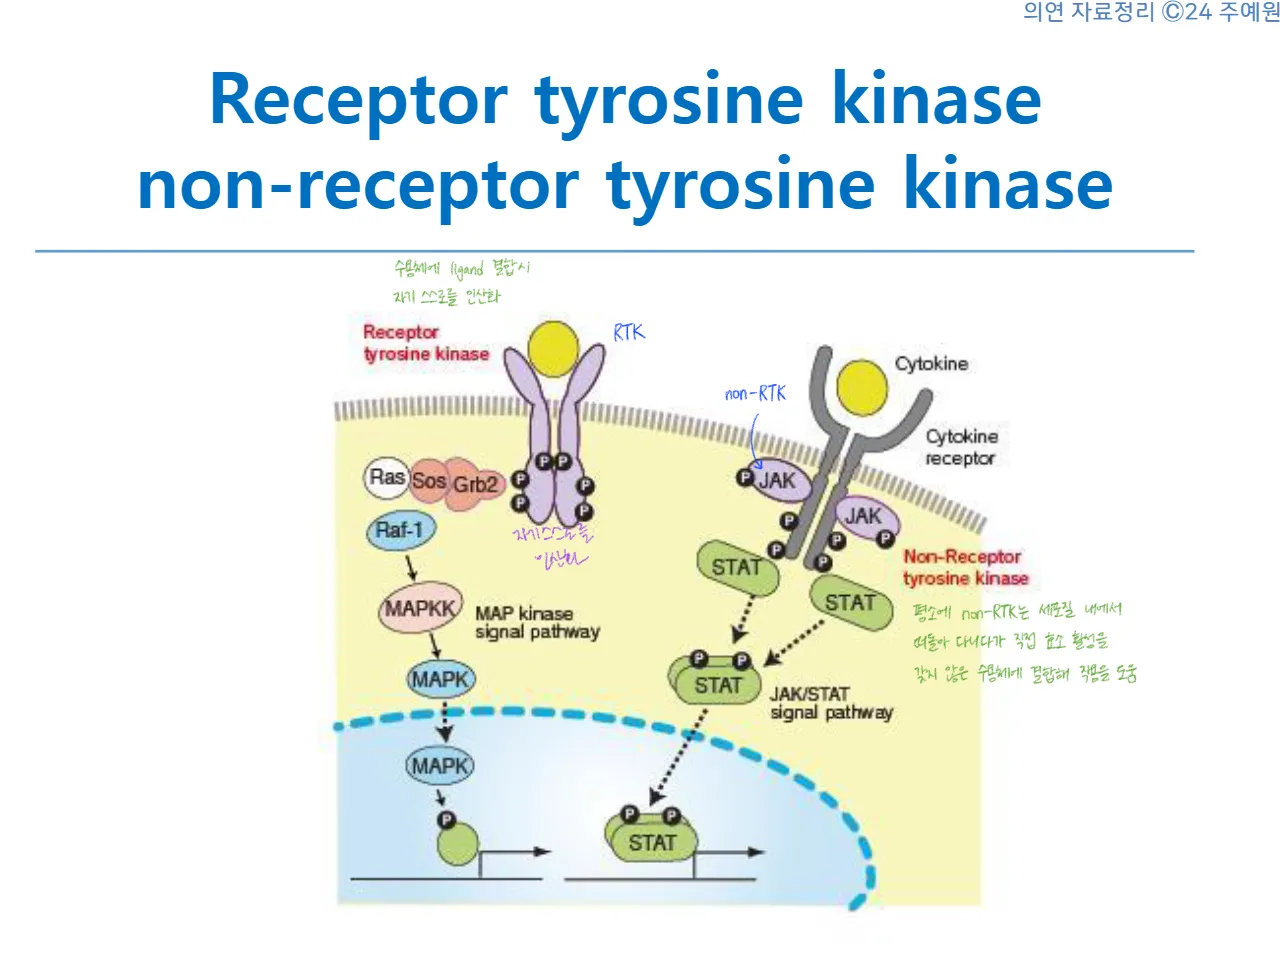 의연 자료정리 ©24 주예원
Receptor tyrosine kinase
non-receptor tyrosine kinase
수용체에 ligand 결합시
자기 스스로를 인산화
Receptor
tyrosine kinase
RTK
non-RTK
Cytokine
Cytokine
receptor
P P
P P
P P
Ras Sos Grb2
Raf-1
자기스스로를
인산화
MAPKK
MAP kinase
signal pathway
MAPK
MAPK
P
P JAK
JAK
P
P
P
P
P
STAT
STAT
Non-Receptor
tyrosine kinase
평소에 non-RTK는 세포질 내에서
떠돌아 다니다가 직접 효소 활성을
갖지 않은 수용체에 결합해 작용을 도움
P P
STAT
JAK/STAT
signal pathway
P P
STAT